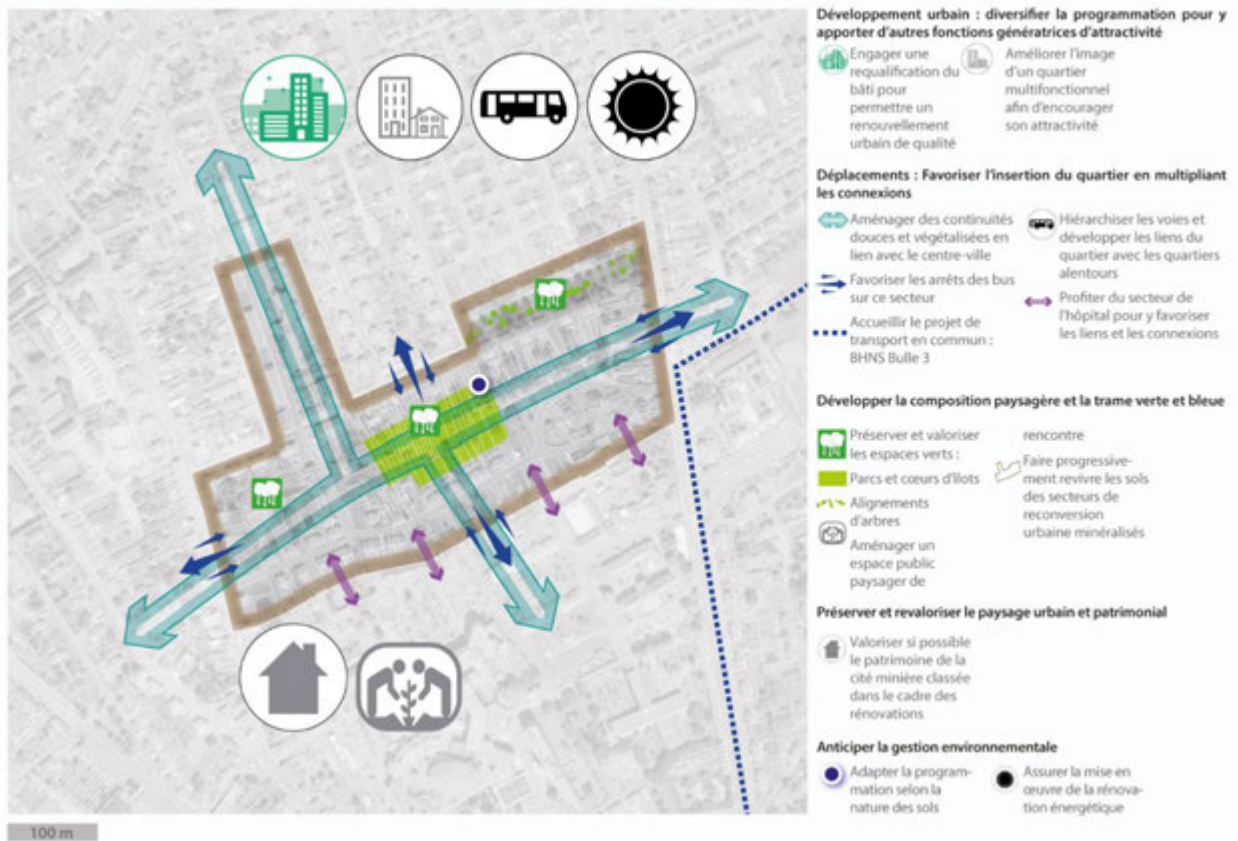 Développement urbain : diversifier la programmation pour y
apporter d'autres fonctions génératrices d'attractivité
Engager une
requalification du
bâti pour
permettre un
renouvellement
urbain de qualité
Améliorer l'image
d'un quartier
multifonctionnel
afin d'encourager
son attractivité
Déplacements : Favoriser l'insertion du quartier en multipliant
les connexions
Aménager des continuités
douces et végétalisées en
lien avec le centre-ville
Favoriser les arrêts des bus
sur ce secteur
Accueillir le projet de
transport en commun :
BHNS Bulle 3
Hiérarchiser les voies et
développer les liens du
quartier avec les quartiers
alentours
Profiter du secteur de
l'hôpital pour y favoriser
les liens et les connexions
Développer la composition paysagère et la trame verte et bleue
Préserver et valoriser
les espaces verts :
Parcs et cœurs d'îlots
Alignements
d'arbres
Aménager un
espace public
paysager de
rencontre
Faire progressive-
ment revivre les sols
des secteurs de
reconversion
urbaine minéralisés
Préserver et revaloriser le paysage urbain et patrimonial
Valoriser si possible
le patrimoine de la
cité minière classée
dans le cadre des
rénovations
Anticiper la gestion environnementale
Adapter la program-
mation selon la
nature des sols
Assurer la mise en
œuvre de la rénova-
tion énergétique
100 m